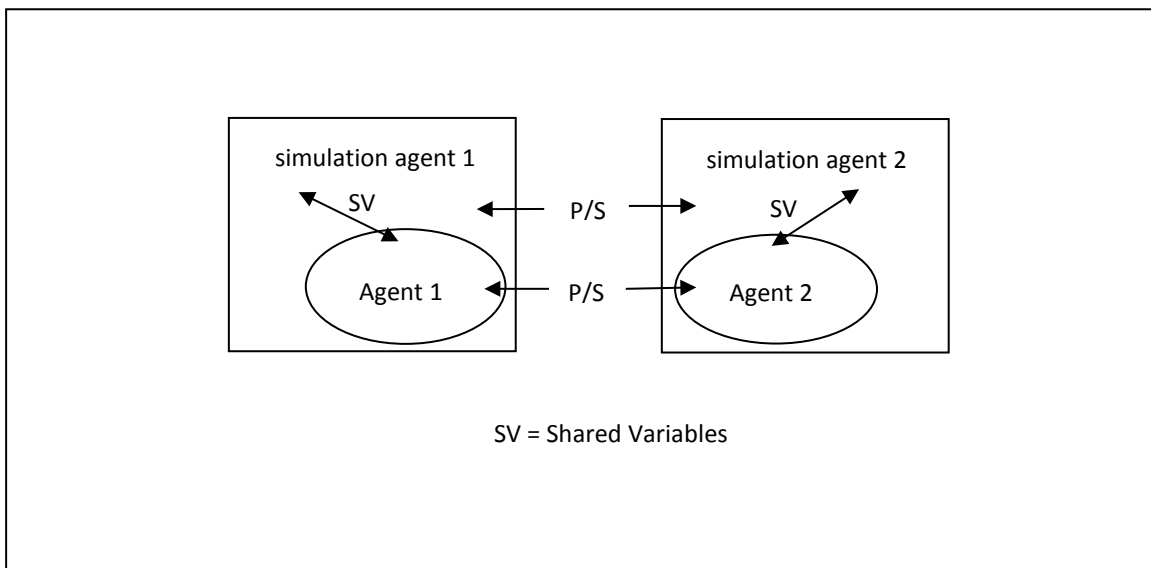 simulation agent 1
simulation agent 2
SV
SV
P/S
Agent 1
P/S
Agent 2
SV = Shared Variables